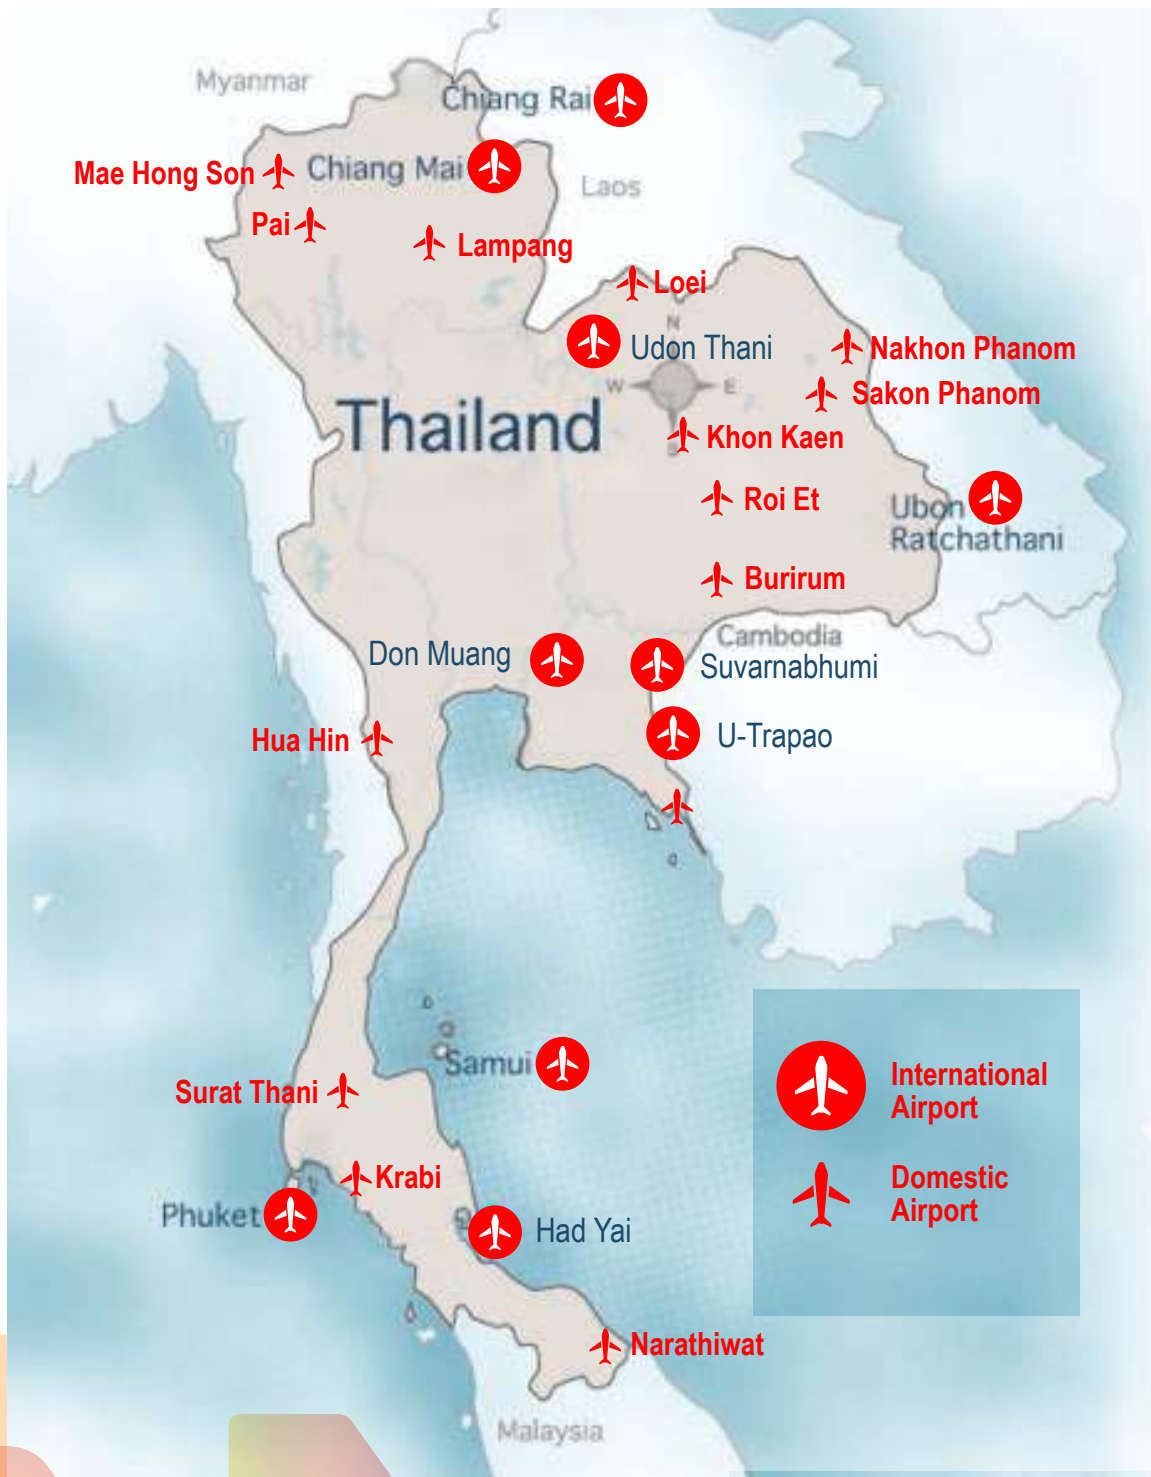 Myanmar
Chiang Rai
Mae Hong Son
Chiang Mai
Laos
Pai
Lampang
Loei
N
Udon Thani
Nakhon Phanom
W
E
Sakon Phanom
Thailand
Khon Kaen
Roi Et
Ubon
Ratchathani
Burirum
Cambodia
Don Muang
Suvarnabhumi
U-Trapao
Hua Hin
Samui
International
Airport
Surat Thani
Krabi
Domestic
Airport
Phuket
Had Yai
Narathiwat
Malaysia